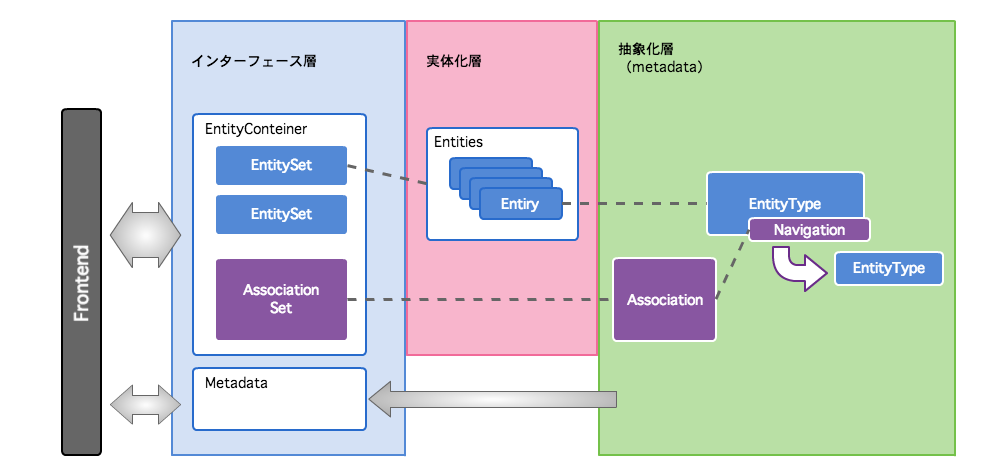 インターフェース層
実体化層
抽象化層
（metadata）
EntityConteiner
EntitySet
EntitySet
Association
Set
Entities
Entiry
EntityType
Navigation
EntityType
Association
Frontend
Metadata